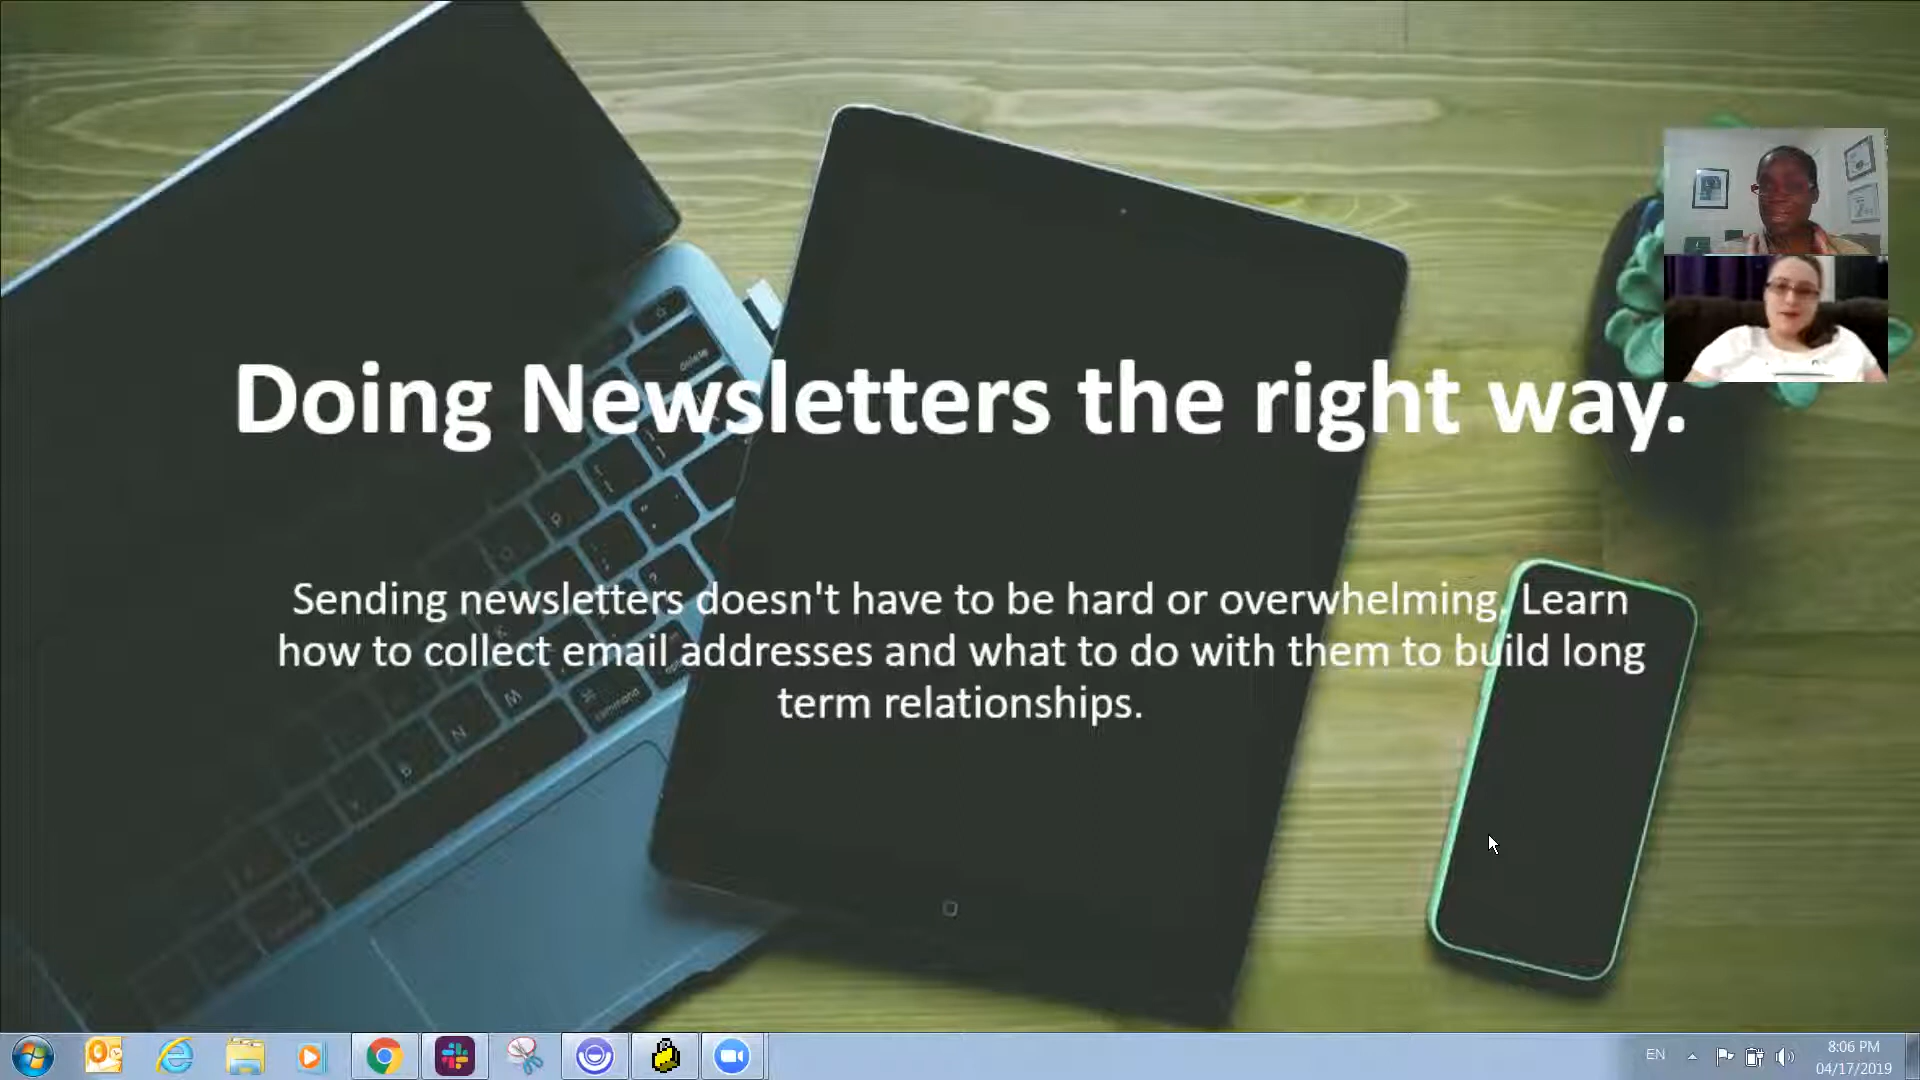 Doing Newsletters the right way.
Sending newsletters doesn't have to be hard or overwhelming. Learn
how to collect email addresses and what to do with them to build long
term relationships.
delete
command
EN
8:06 PM
04/17/2019